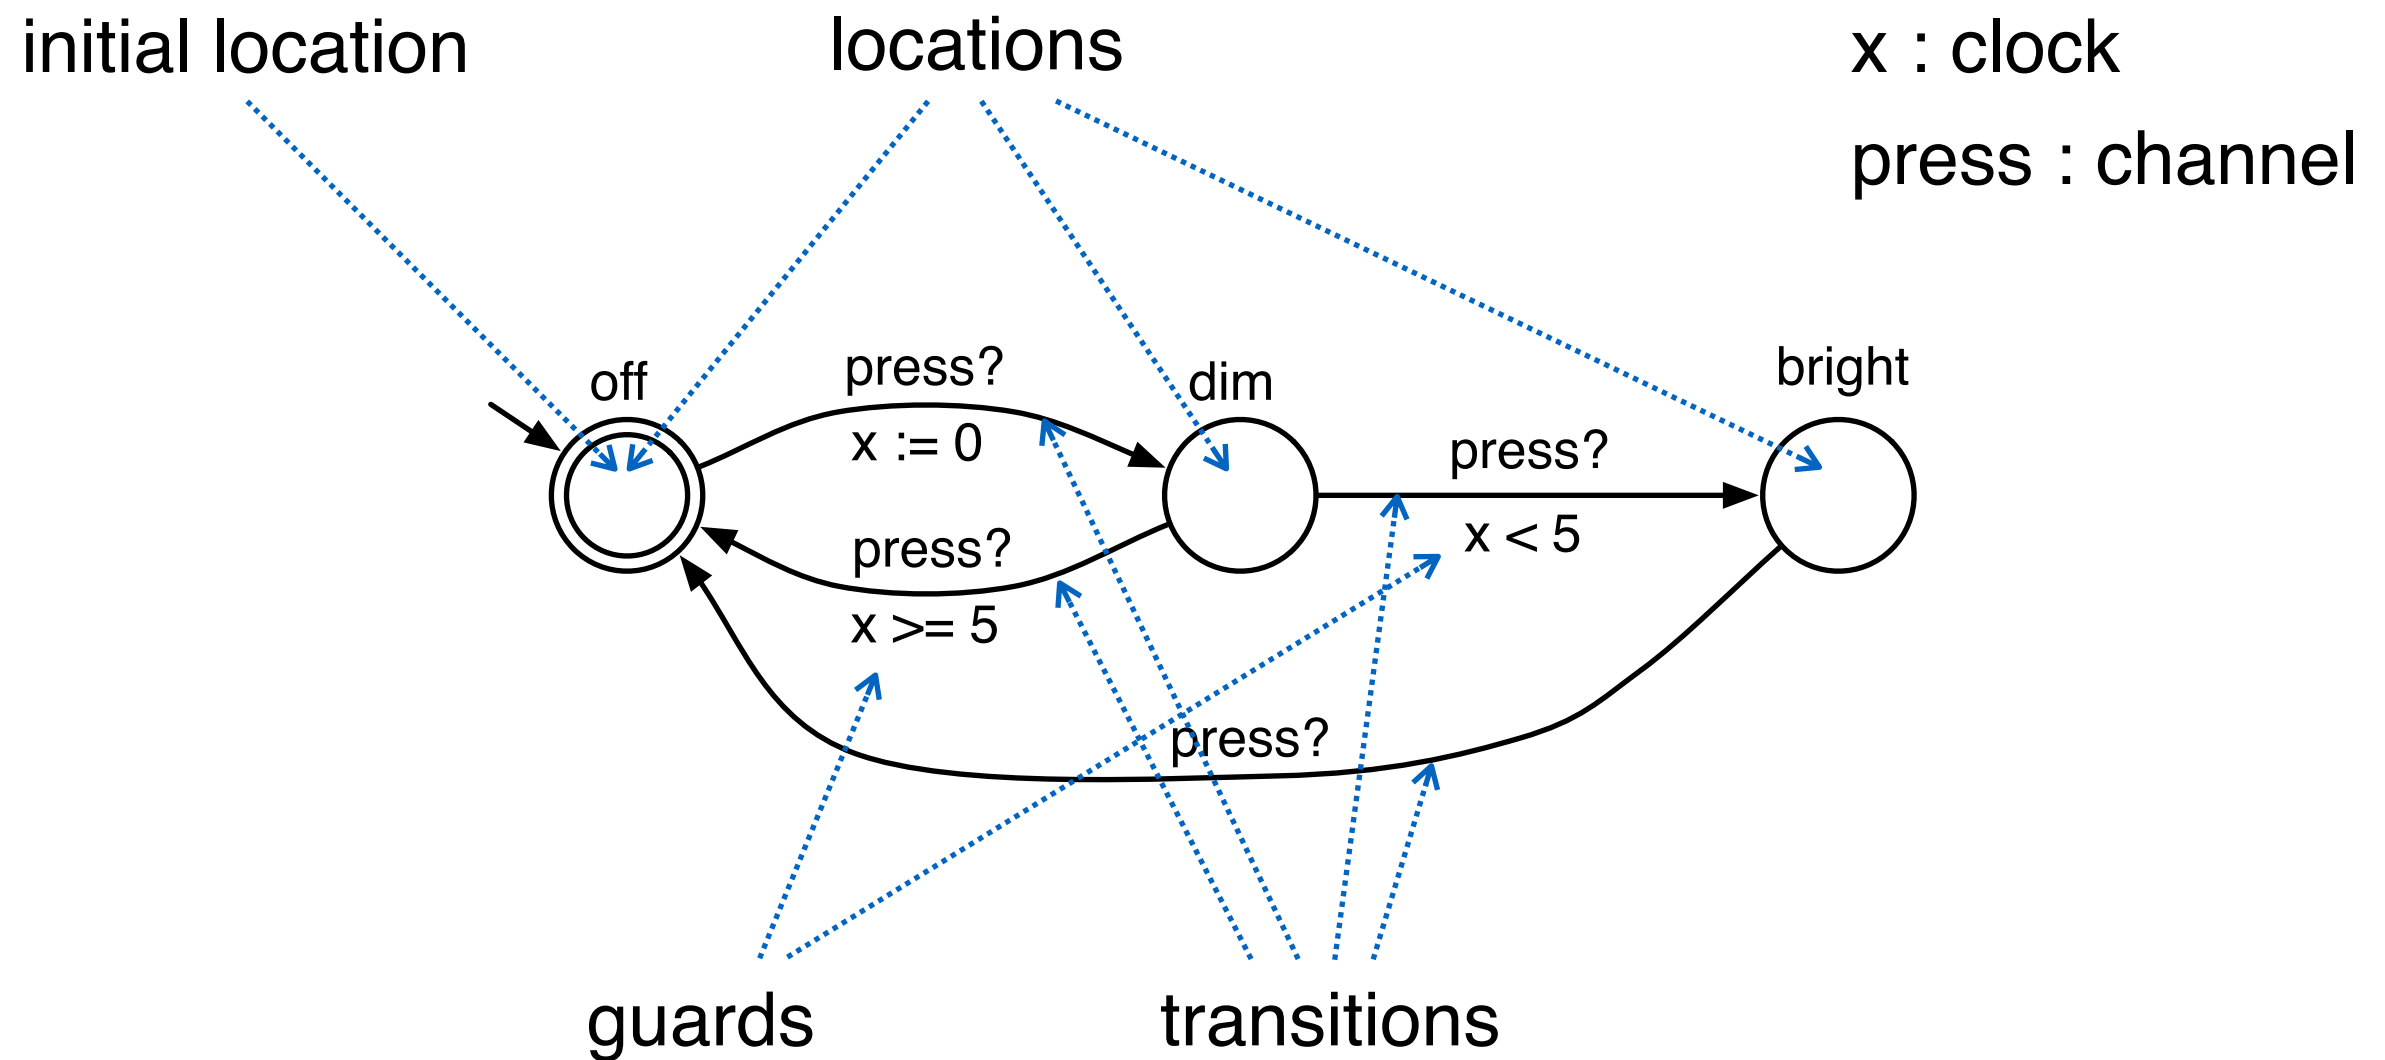 initial location
locations
x : clock
press : channel
off
press?
x := 0
dim
bright
press?
x < 5
press?
x >= 5
press?
guards
transitions